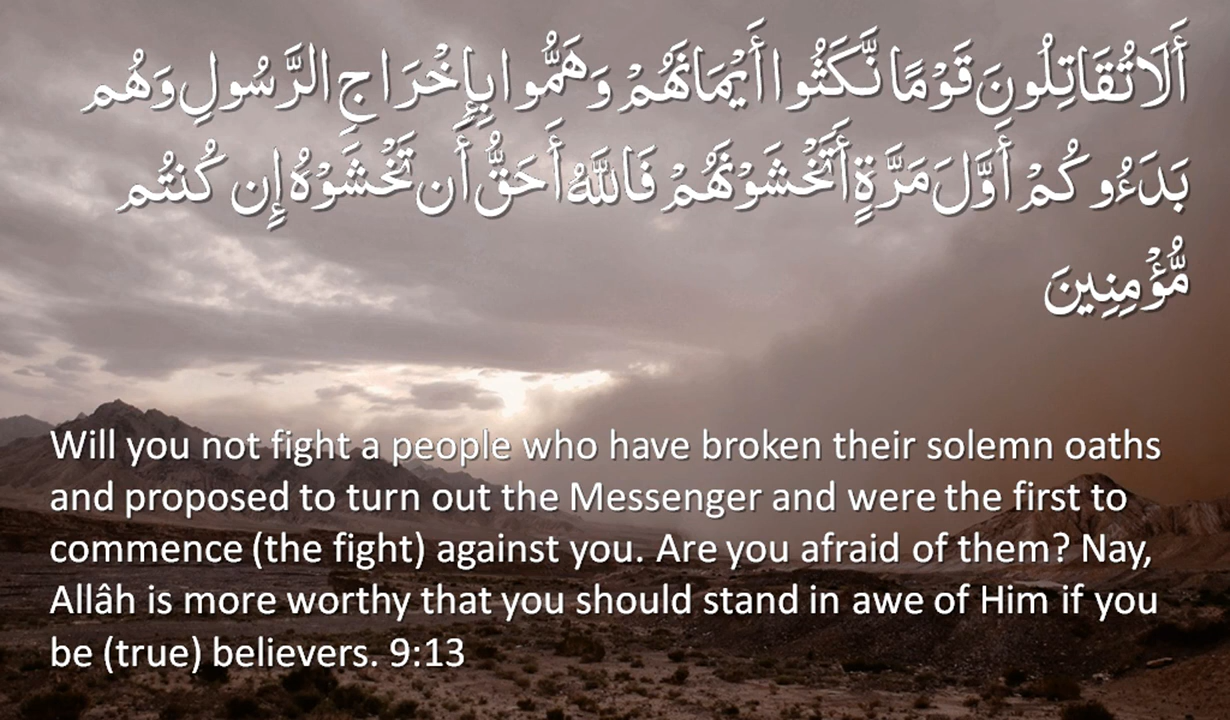 أَلَا تُقَاتِلُونَ قَوْمًا نَّكَثُوا أَيْمَانَهُمْ وَهَمُّوا بِإِخْرَاجِ الرَّسُولِ وَهُم
بَدَءُوكُمْ أَوَّلَ مَرَّةٍ أَتَخْشَوْنَهُمْ فَاللَّهُ أَحَقُّ أَن تَخْشَوْهُ إِن كُنتُم
مُّؤْمِنِينَ
Will you not fight a people who have broken their solemn oaths
and proposed to turn out the Messenger and were the first to
commence (the fight) against you. Are you afraid of them? Nay,
Allâh is more worthy that you should stand in awe of Him if you
be (true) believers. 9:13